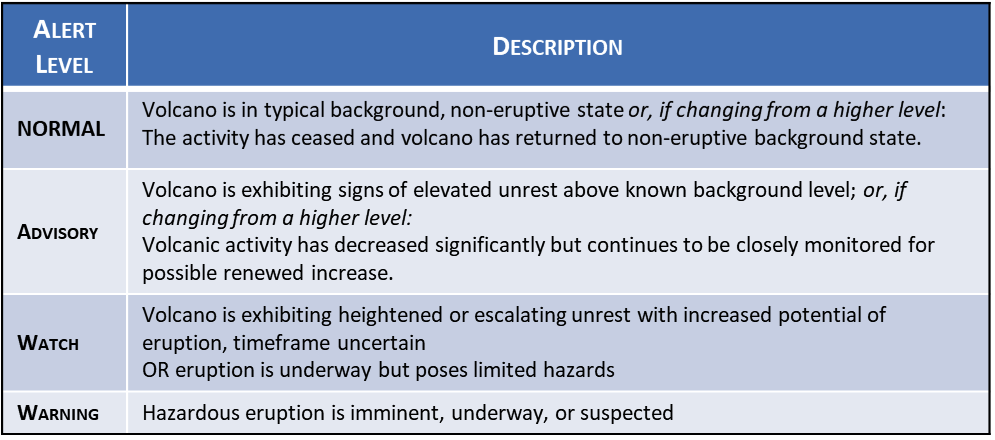 ALERT LEVEL
DESCRIPTION
NORMAL
Volcano is in typical background, non-eruptive state or, if changing from a higher level:
The activity has ceased and volcano has returned to non-eruptive background state.
ADVISORY
Volcano is exhibiting signs of elevated unrest above known background level; or, if
changing from a higher level:
Volcanic activity has decreased significantly but continues to be closely monitored for
possible renewed increase.
WATCH
Volcano is exhibiting heightened or escalating unrest with increased potential of
eruption, timeframe uncertain
OR eruption is underway but poses limited hazards
WARNING
Hazardous eruption is imminent, underway, or suspected